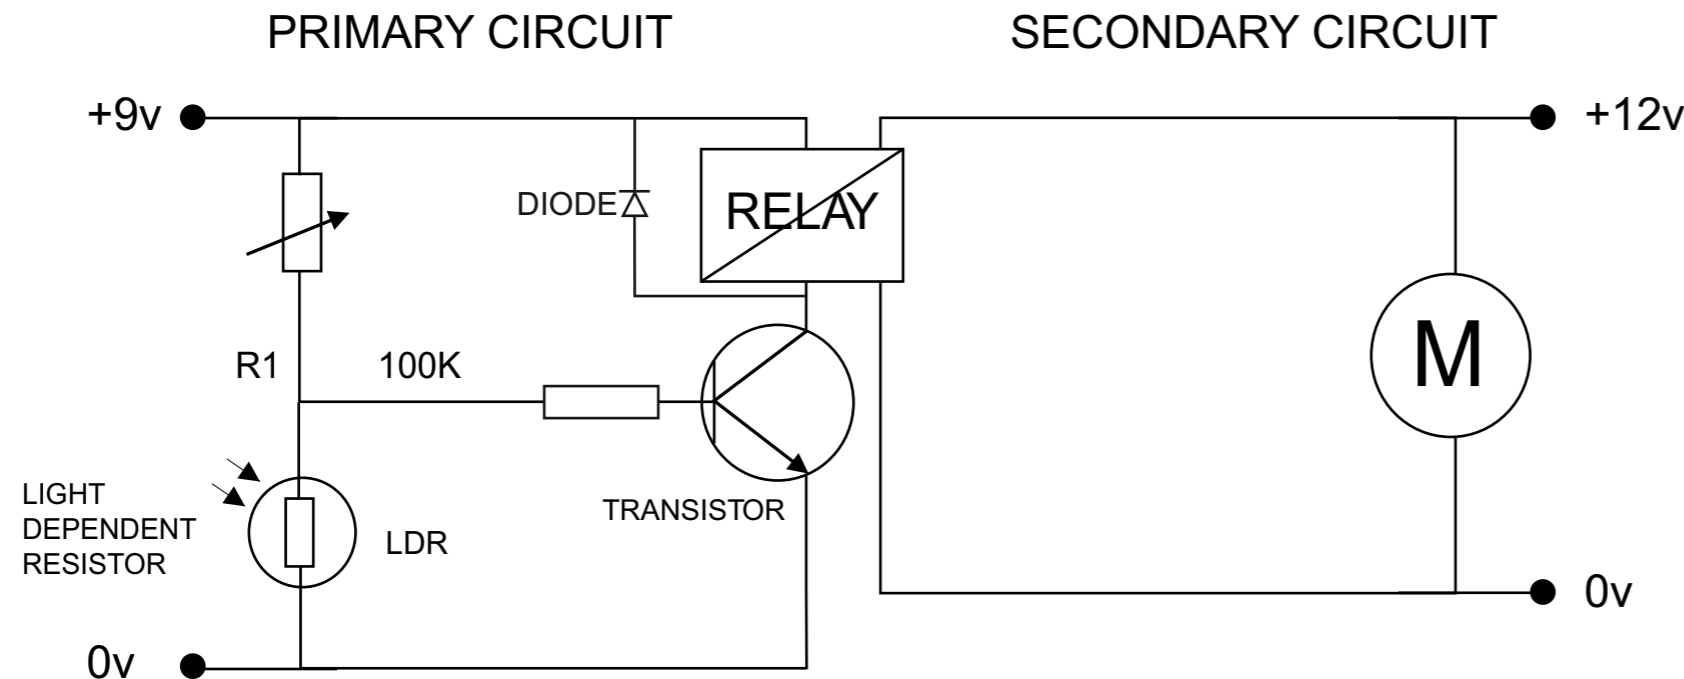 PRIMARY CIRCUIT
SECONDARY CIRCUIT
+9v
+12v
DIODE
RELAY
R1
100K
M
LIGHT
DEPENDENT
RESISTOR
LDR
TRANSISTOR
0v
0v